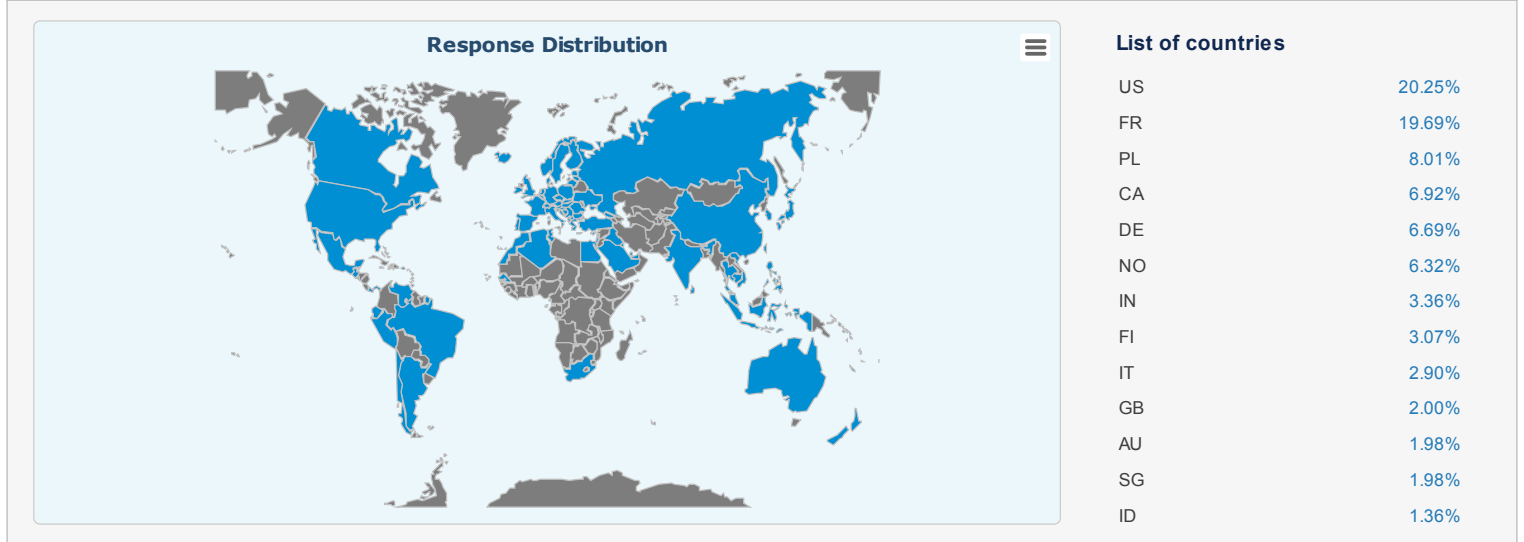 Response Distribution
List of countries
US 20.25%
FR 19.69%
PL 8.01%
CA 6.92%
DE 6.69%
NO 6.32%
IN 3.36%
FI 3.07%
IT 2.90%
GB 2.00%
AU 1.98%
SG 1.98%
ID 1.36%